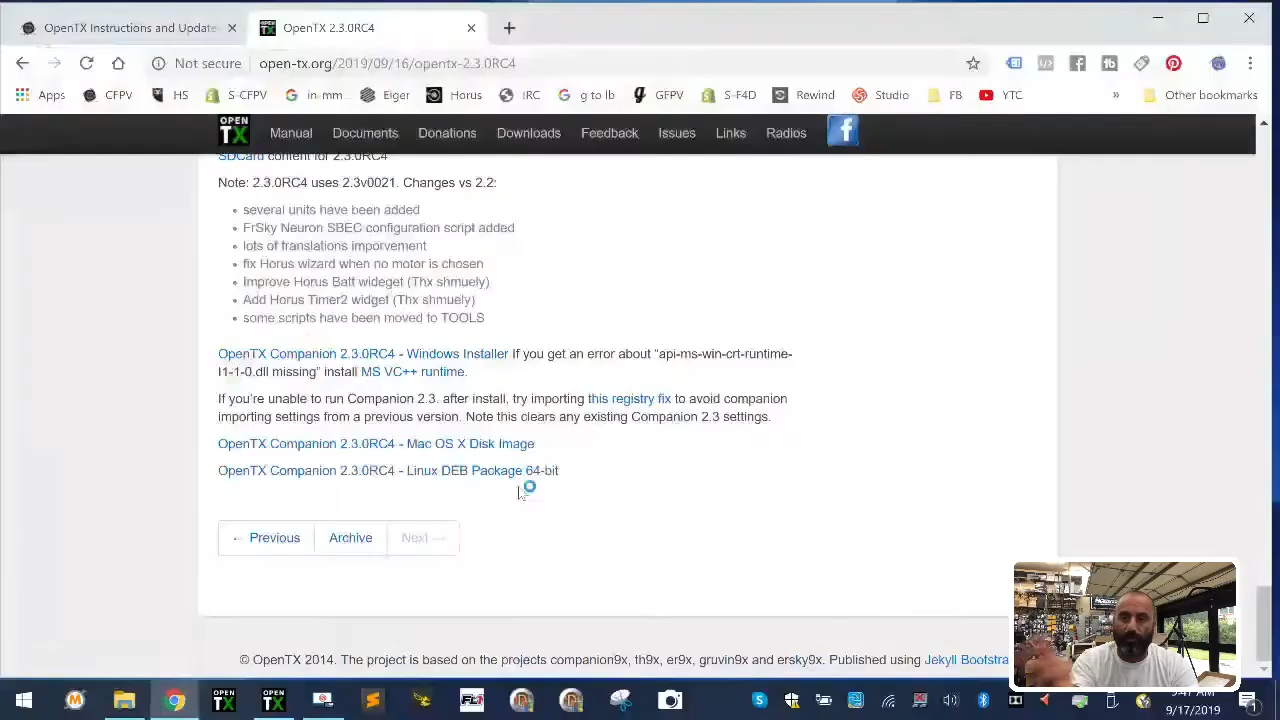 OpenTX Instructions and Update
OpenTX 2.3.0RC4
Not secure
open-tx.org/2019/09/16/opentx-2.3.0RC4
Apps
CFPV
HS
S-CFPV
in-mm
Eiger
Horus
IRC
g to lb
GFPV
S-F4D
Rewind
Studio
FB
YTC
»
Other bookmarks
OPEN TX
Manual
Documents
Donations
Downloads
Feedback
Issues
Links
Radios
SDCard content for 2.3.0RC4
Note: 2.3.0RC4 uses 2.3v0021. Changes vs 2.2:
• several units have been added
• FrSky Neuron SBEC configuration script added
• lots of translations imporvement
• fix Horus wizard when no motor is chosen
• Improve Horus Batt wideget (Thx shmuely)
• Add Horus Timer2 widget (Thx shmuely)
• some scripts have been moved to TOOLS
OpenTX Companion 2.3.0RC4 - Windows Installer If you get an error about "api-ms-win-crt-runtime-
l1-1-0.dll missing" install MS VC++ runtime.
If you're unable to run Companion 2.3. after install, try importing this registry fix to avoid companion
importing settings from a previous version. Note this clears any existing Companion 2.3 settings.
OpenTX Companion 2.3.0RC4 - Mac OS X Disk Image
OpenTX Companion 2.3.0RC4 - Linux DEB Package 64-bit
← Previous
Archive
Next →
© OpenTX 2014. The project is based on the projects companion9x, th9x, er9x, gruvin9x and ersky9x. Published using Jekyll Bootstra
9:47 AM
9/17/2019